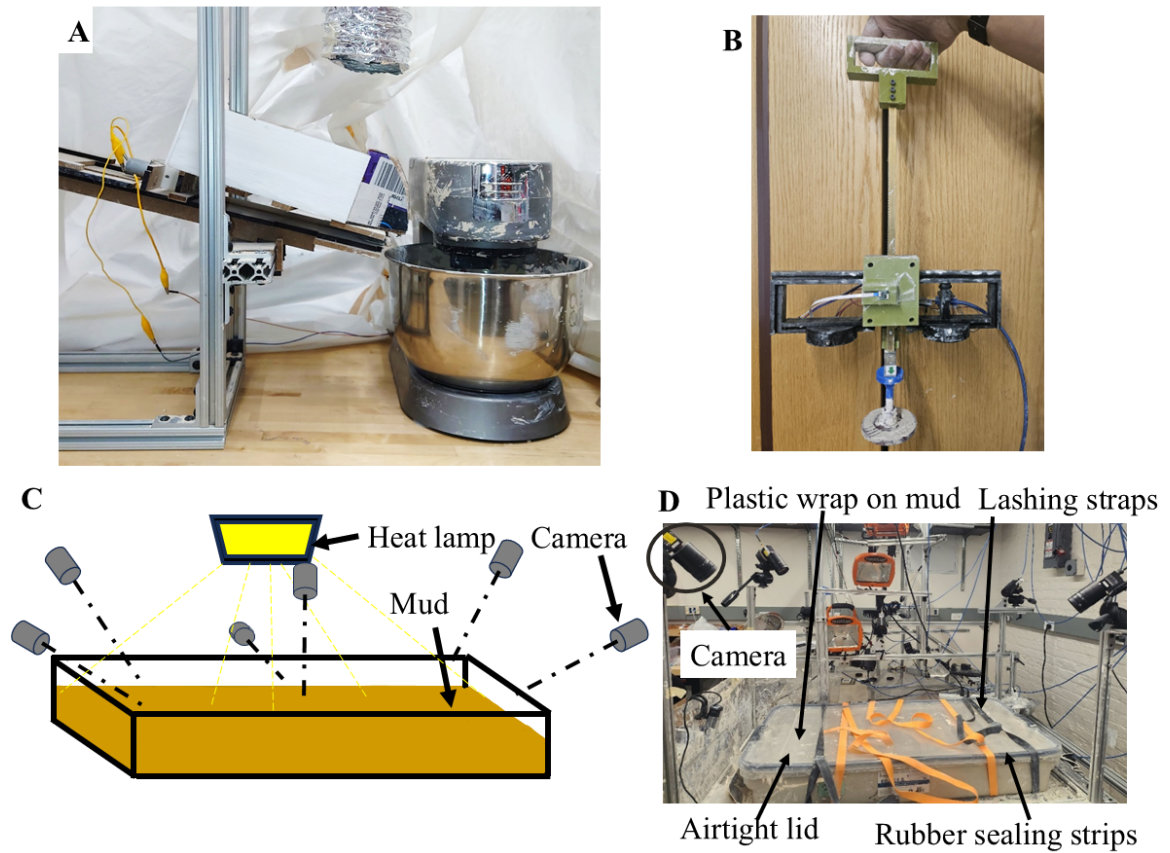 A
B
C
Heat lamp
Camera
Mud
D
Plastic wrap on mud
Lashing straps
Camera
Airtight lid
Rubber sealing strips